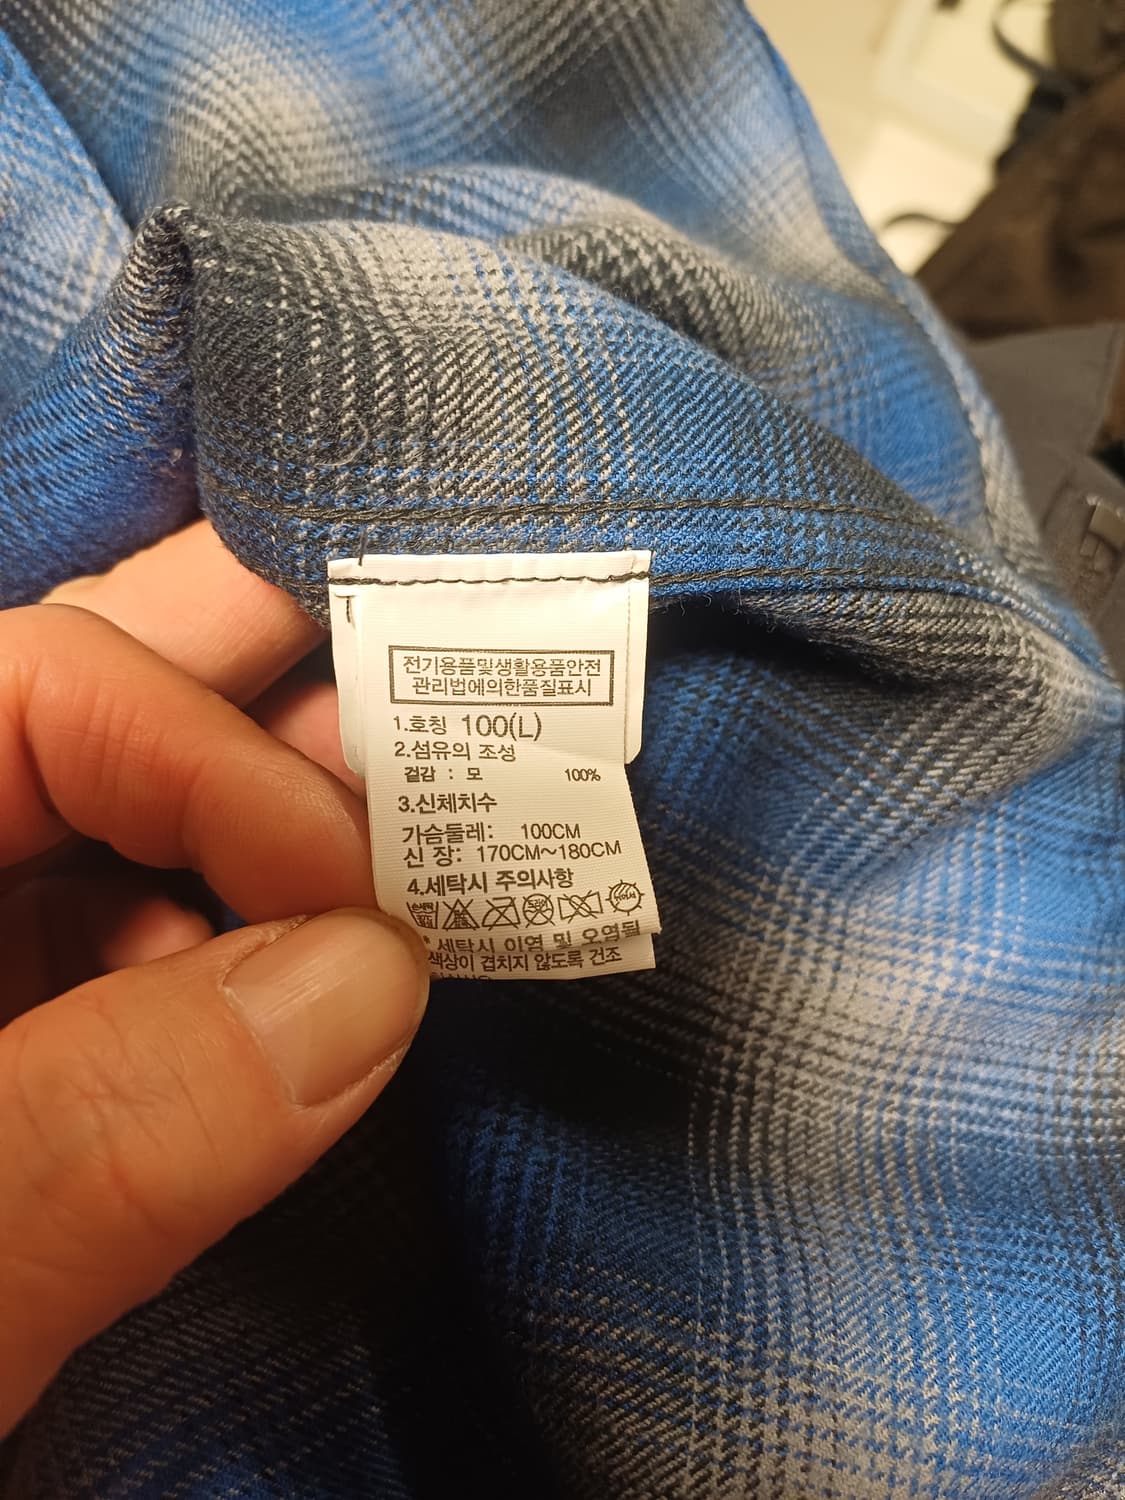 전기용품및생활용품안전
관리법에의한품질표시
1.호칭 100(L)
2.섬유의 조성
겉감 : 모 100%
3.신체치수
가슴둘레: 100CM
신 장: 170CM~180CM
4.세탁시 주의사항
* 세탁시 이염 및 오염될
색상이 겹치지 않도록 건조